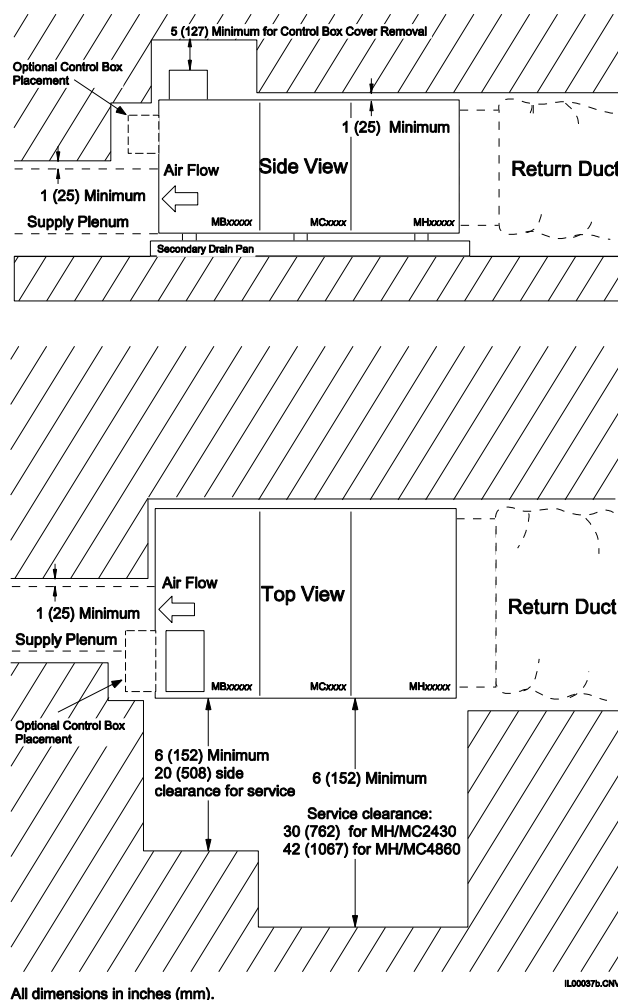 5 (127) Minimum for Control Box Cover Removal
Optional Control Box
Placement
1 (25) Minimum
Air Flow
Side View
Return Duct
1 (25) Minimum
Supply Plenum
MBxxxxx
MCxxxx
MHxxxxx
Secondary Drain Pan
Air Flow
Top View
1 (25) Minimum
Return Duct
Supply Plenum
MBxxxxx
MCxxxx
MHxxxxx
Optional Control Box
Placement
6 (152) Minimum
20 (508) side
clearance for service
6 (152) Minimum
Service clearance:
30 (762) for MH/MC2430
42 (1067) for MH/MC4860
IL00037b.CNV
All dimensions in inches (mm).